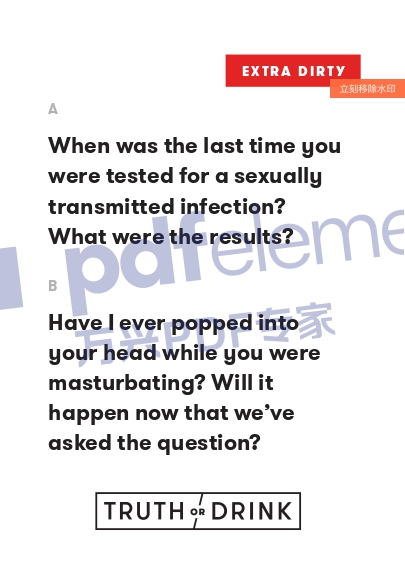 EXTRA DIRTY
立刻移除水印
A
When was the last time you
were tested for a sexually
transmitted infection?
What were the results?
pdfeleme
B
Have I ever popped into
your head while you were
masturbating? Will it
happen now that we’ve
asked the question?
万兴PDF专家
TRUTH OR DRINK